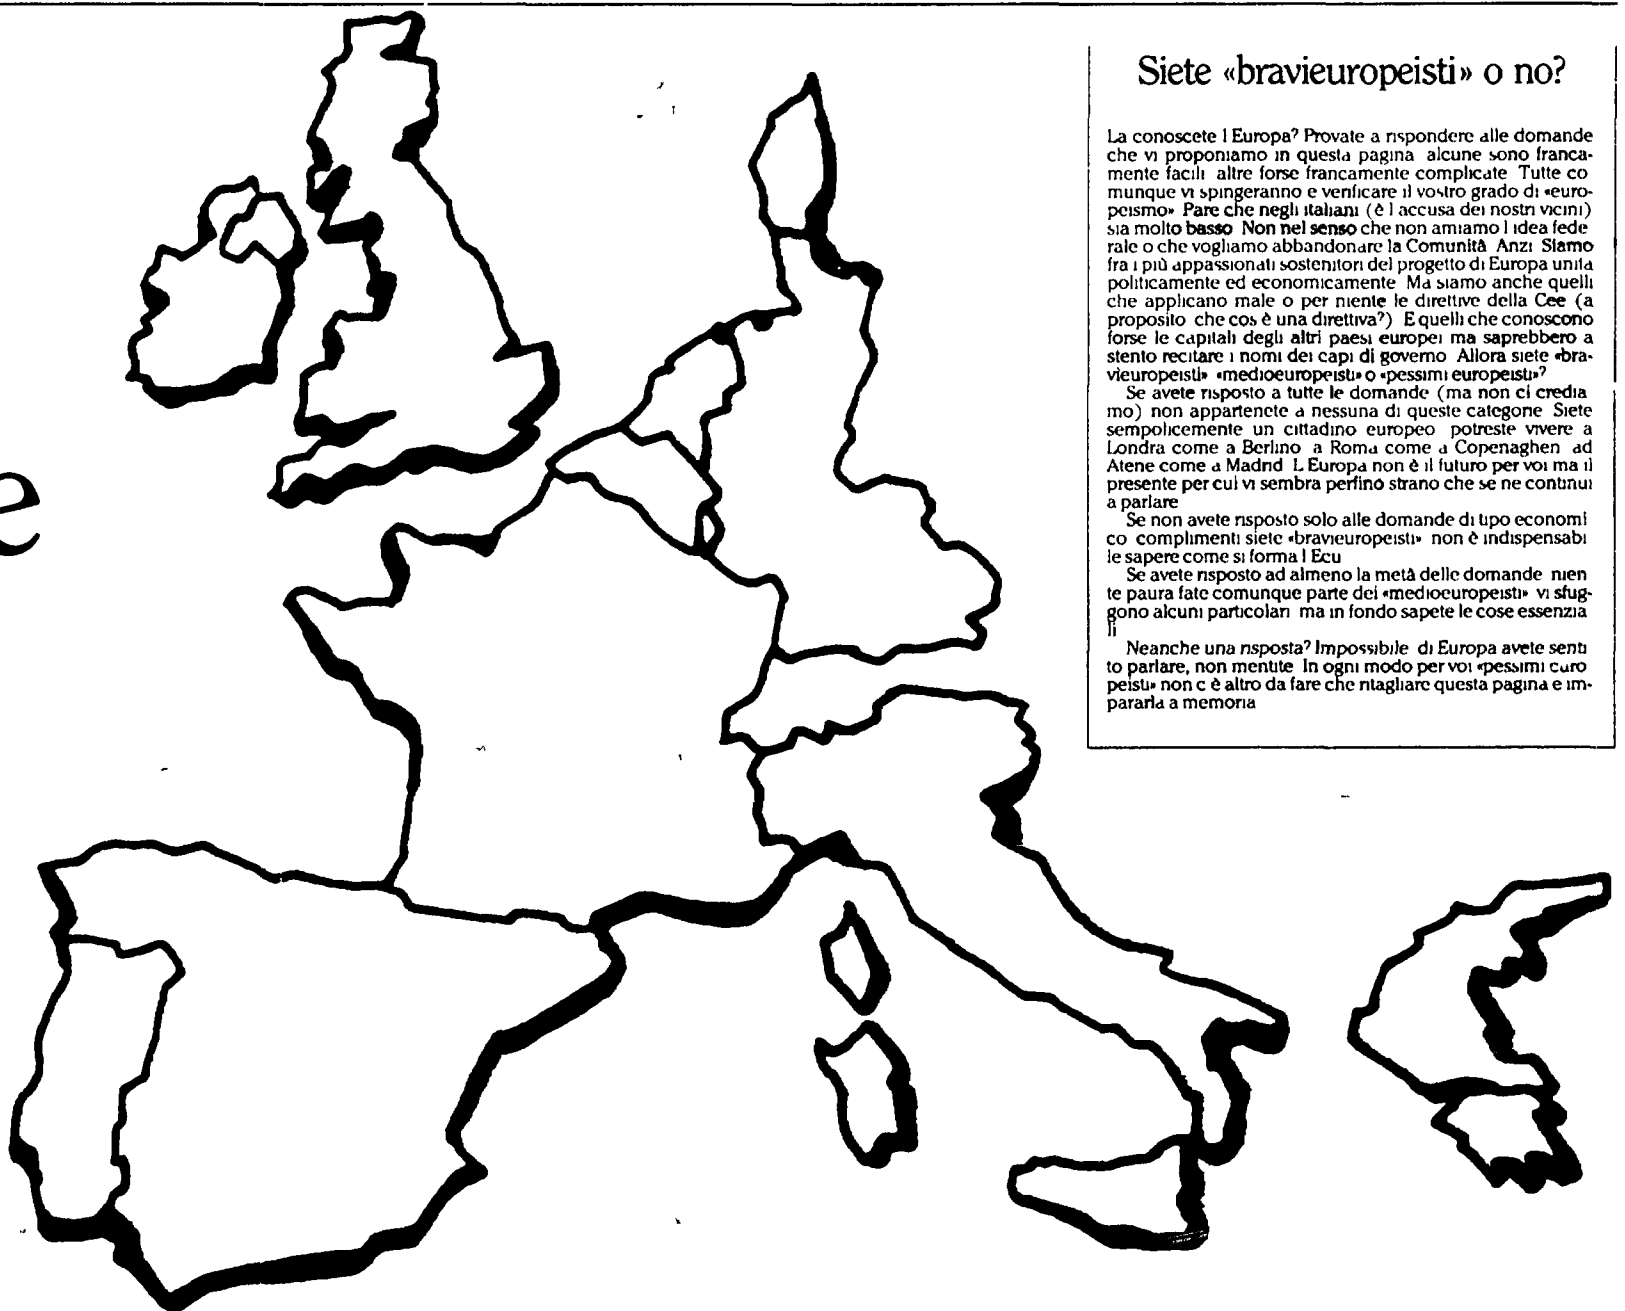 e
Siete «bravieuropeisti» o no?
La conoscete l Europa? Provate a rispondere alle domande
che vi proponiamo in questa pagina alcune sono franca-
mente facili altre forse francamente complicate Tutte co
munque vi spingeranno e verificare il vostro grado di «euro-
peismo» Pare che negli italiani (è l accusa dei nostri vicini)
sia molto basso Non nel senso che non amiamo l idea fede
rale o che vogliamo abbandonare la Comunità Anzi Siamo
fra i più appassionati sostenitori del progetto di Europa unita
politicamente ed economicamente Ma siamo anche quelli
che applicano male o per niente le direttive della Cee (a
proposito che cos è una direttiva?) E quelli che conoscono
forse le capitali degli altri paesi europei ma saprebbero a
stento recitare i nomi dei capi di governo Allora siete «bra-
vieuropeisti» «medioeuropeisti» o «pessimi europeisti»?
Se avete risposto a tutte le domande (ma non ci credia
mo) non appartenete a nessuna di queste categorie Siete
sempolicemente un cittadino europeo potreste vivere a
Londra come a Berlino a Roma come a Copenaghen ad
Atene come a Madrid L Europa non è il futuro per voi ma il
presente per cui vi sembra perfino strano che se ne continui
a parlare
Se non avete risposto solo alle domande di tipo economi
co complimenti siete «bravieuropeisti» non è indispensabi
le sapere come si forma l Ecu
Se avete risposto ad almeno la metà delle domande nien
te paura fate comunque parte dei «medioeuropeisti» vi sfug-
gono alcuni particolari ma in fondo sapete le cose essenzia
li
Neanche una risposta? Impossibile di Europa avete senti
to parlare, non mentite In ogni modo per voi «pessimi euro
peisti» non c è altro da fare che ritagliare questa pagina e im-
pararla a memoria